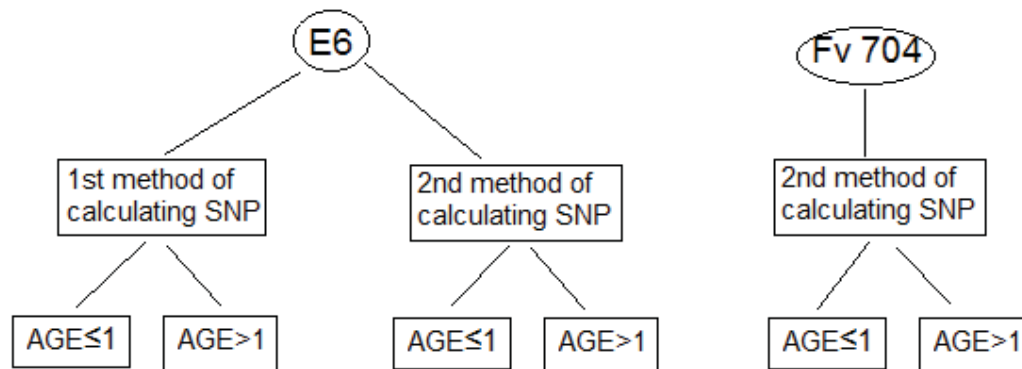 E6
Fv 704
1st method of
calculating SNP
2nd method of
calculating SNP
2nd method of
calculating SNP
AGE≤1
AGE>1
AGE≤1
AGE>1
AGE≤1
AGE>1